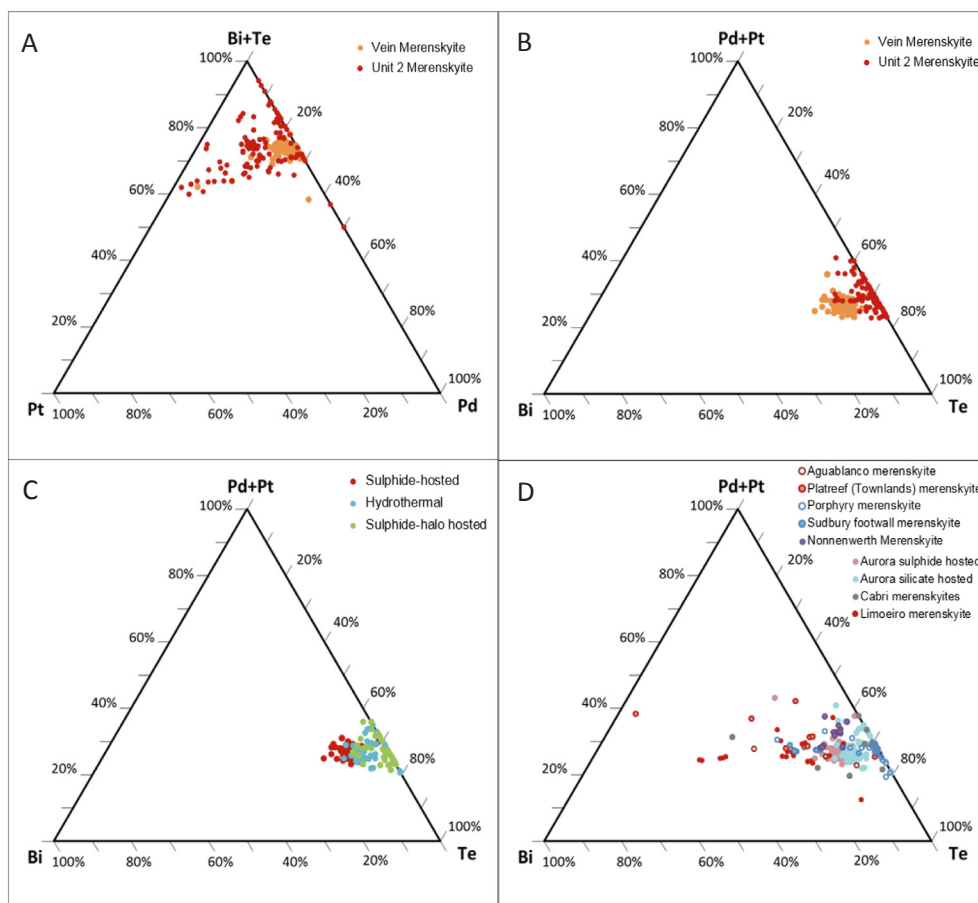 A
Bi+Te
Vein Merenskyite
Unit 2 Merenskyite
100%
20%
80%
40%
60%
60%
40%
80%
20%
100%
Pt
100%
80%
60%
40%
20%
Pd
B
Pd+Pt
Vein Merenskyite
Unit 2 Merenskyite
100%
20%
80%
40%
60%
60%
40%
80%
20%
100%
Bi
100%
80%
60%
40%
20%
Te
C
Pd+Pt
Sulphide-hosted
Hydrothermal
Sulphide-halo hosted
100%
20%
80%
40%
60%
60%
40%
80%
20%
100%
Bi
100%
80%
60%
40%
20%
Te
D
Pd+Pt
Aguablanco merenskyite
Platreef (Townlands) merenskyite
Porphyry merenskyite
Sudbury footwall merenskyite
Nonnenwerth Merenskyite
Aurora sulphide hosted
Aurora silicate hosted
Cabri merenskyites
Limoeiro merenskyite
100%
20%
80%
40%
60%
60%
40%
80%
20%
100%
Bi
100%
80%
60%
40%
20%
Te